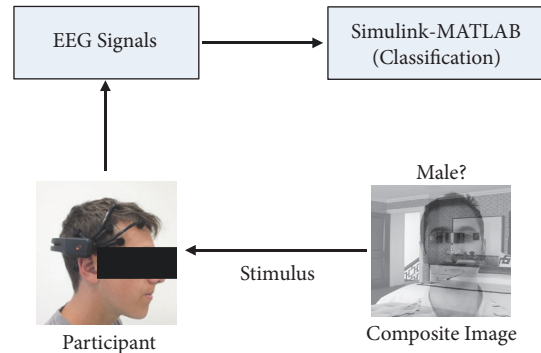 EEG Signals
Simulink-MATLAB
(Classification)
Male?
Stimulus
Participant
Composite Image